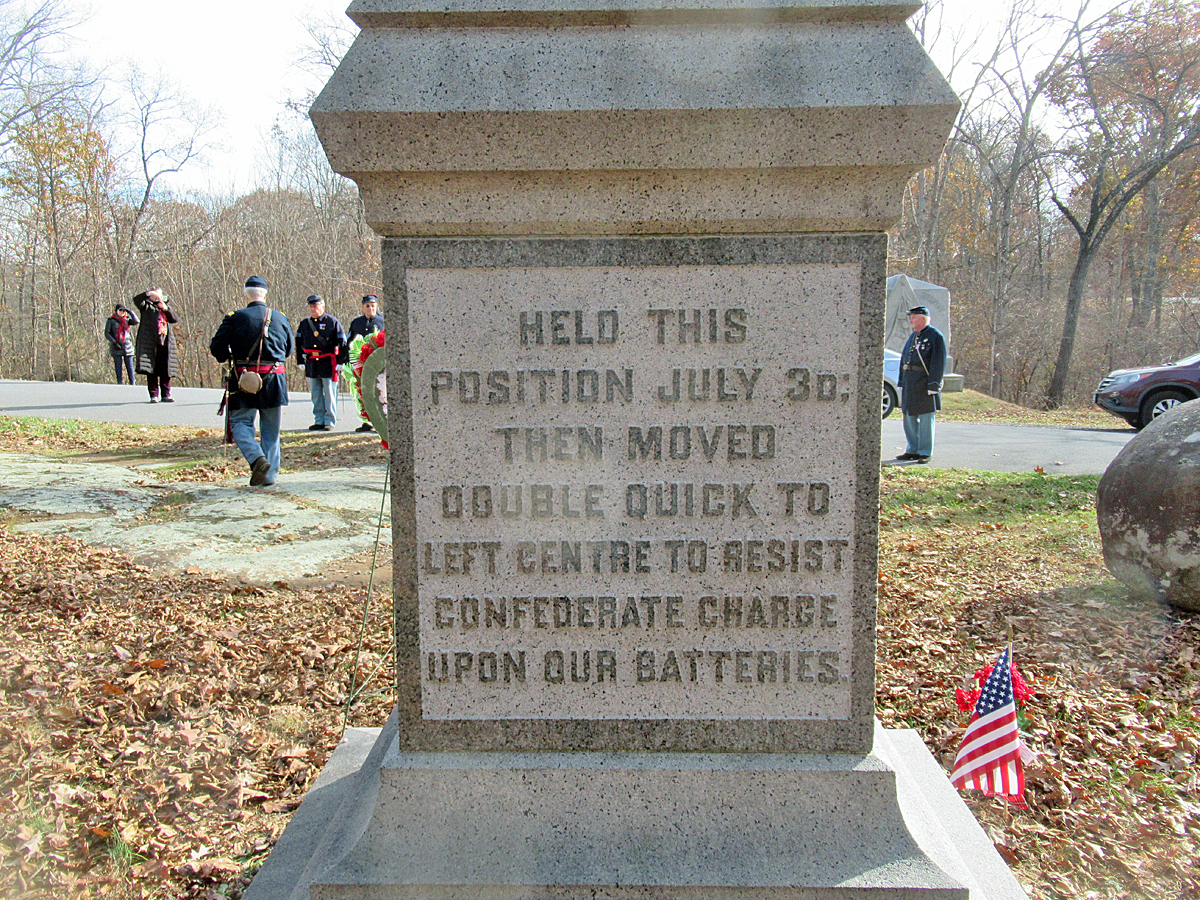 HELD THIS
POSITION JULY 3D;
THEN MOVED
DOUBLE QUICK TO
LEFT CENTRE TO RESIST
CONFEDERATE CHARGE
UPON OUR BATTERIES.